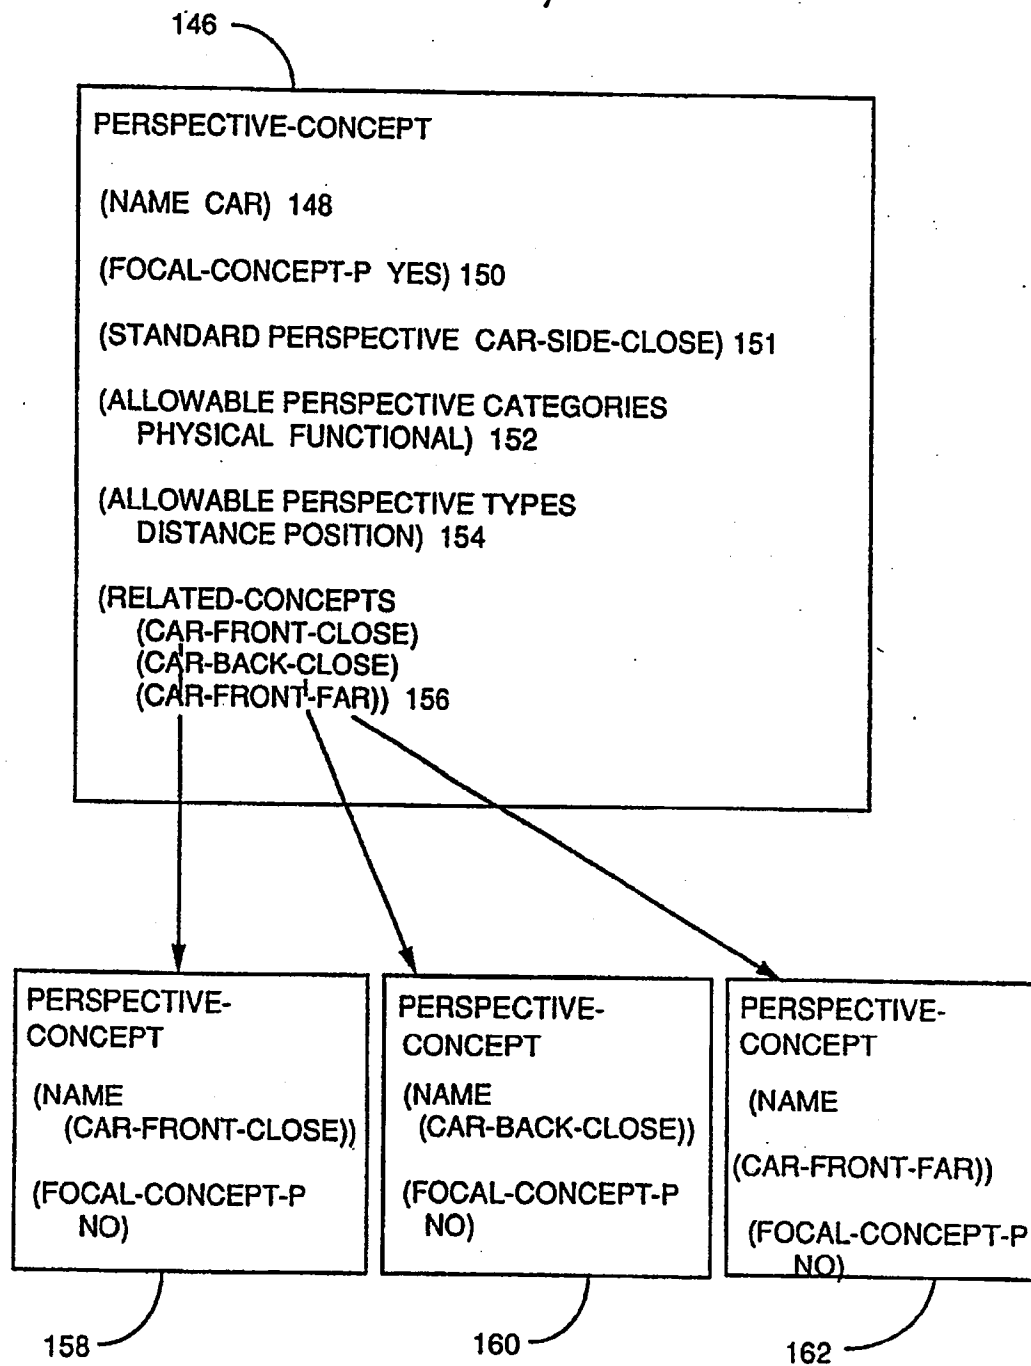 146
PERSPECTIVE-CONCEPT
(NAME CAR) 148
(FOCAL-CONCEPT-P YES) 150
(STANDARD PERSPECTIVE CAR-SIDE-CLOSE) 151
(ALLOWABLE PERSPECTIVE CATEGORIES
PHYSICAL FUNCTIONAL) 152
(ALLOWABLE PERSPECTIVE TYPES
DISTANCE POSITION) 154
(RELATED-CONCEPTS
(CAR-FRONT-CLOSE)
(CAR-BACK-CLOSE)
(CAR-FRONT-FAR)) 156
PERSPECTIVE-
CONCEPT
(NAME
(CAR-FRONT-CLOSE))
(FOCAL-CONCEPT-P
NO)
158
PERSPECTIVE-
CONCEPT
(NAME
(CAR-BACK-CLOSE))
(FOCAL-CONCEPT-P
NO)
160
PERSPECTIVE-
CONCEPT
(NAME
(CAR-FRONT-FAR))
(FOCAL-CONCEPT-P
NO)
162